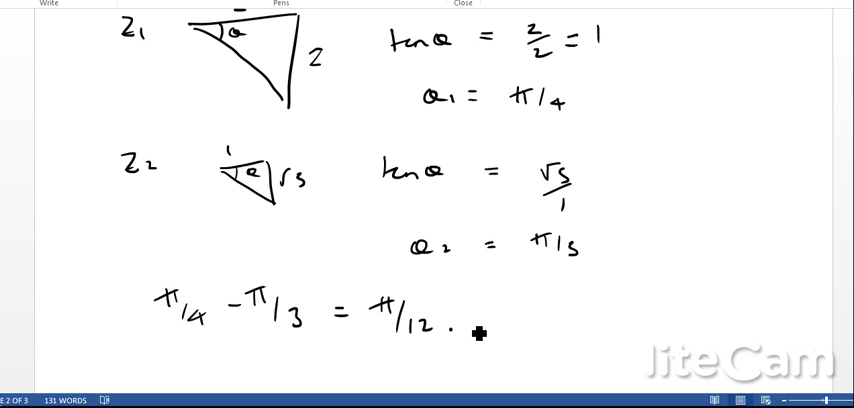 Write Pens Close
Z1 θ 2 tanθ = 2/2 = 1
θ1 = π/4
Z2 1 θ √3 tanθ = √3/1
θ2 = π/3
π/4 - π/3 = π/12.
liteCam
E 2 OF 3 131 WORDS